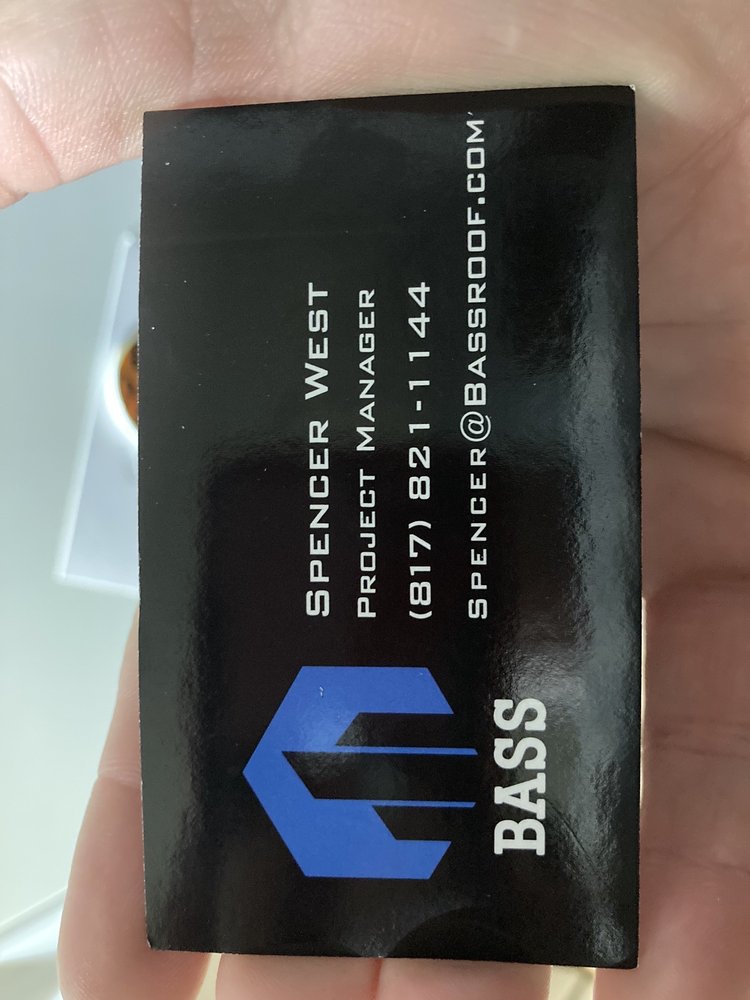 Spencer West
Project Manager
(817) 821-1144
Spencer@Bassroof.com
BASS